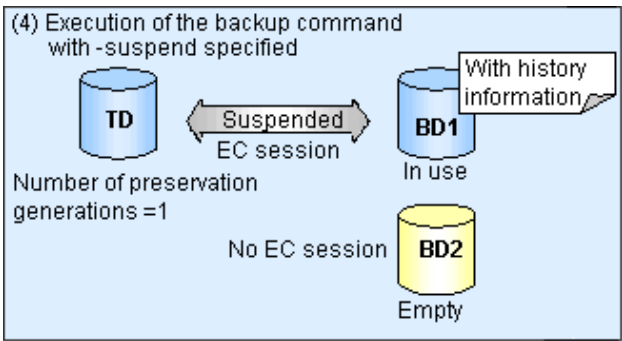 (4) Execution of the backup command
with -suspend specified
With history
information
TD
Suspended
BD1
EC session
In use
Number of preservation
generations =1
No EC session
BD2
Empty